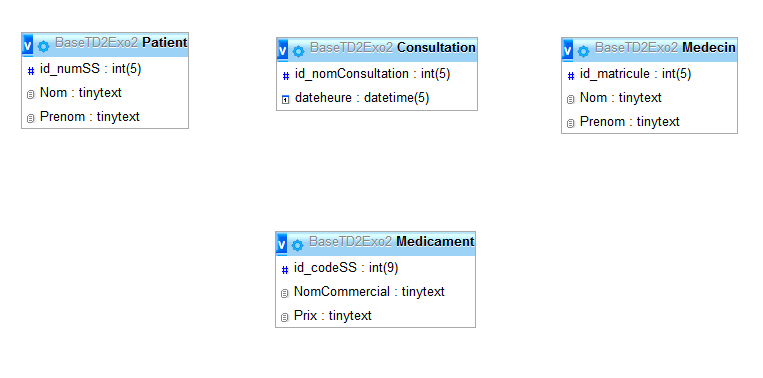 v BaseTD2Exo2 Patient
# id_numSS : int(5)
Nom : tinytext
Prenom : tinytext
v BaseTD2Exo2 Consultation
# id_nomConsultation : int(5)
dateheure : datetime(5)
v BaseTD2Exo2 Medecin
# id_matricule : int(5)
Nom : tinytext
Prenom : tinytext
v BaseTD2Exo2 Medicament
# id_codeSS : int(9)
NomCommercial : tinytext
Prix : tinytext